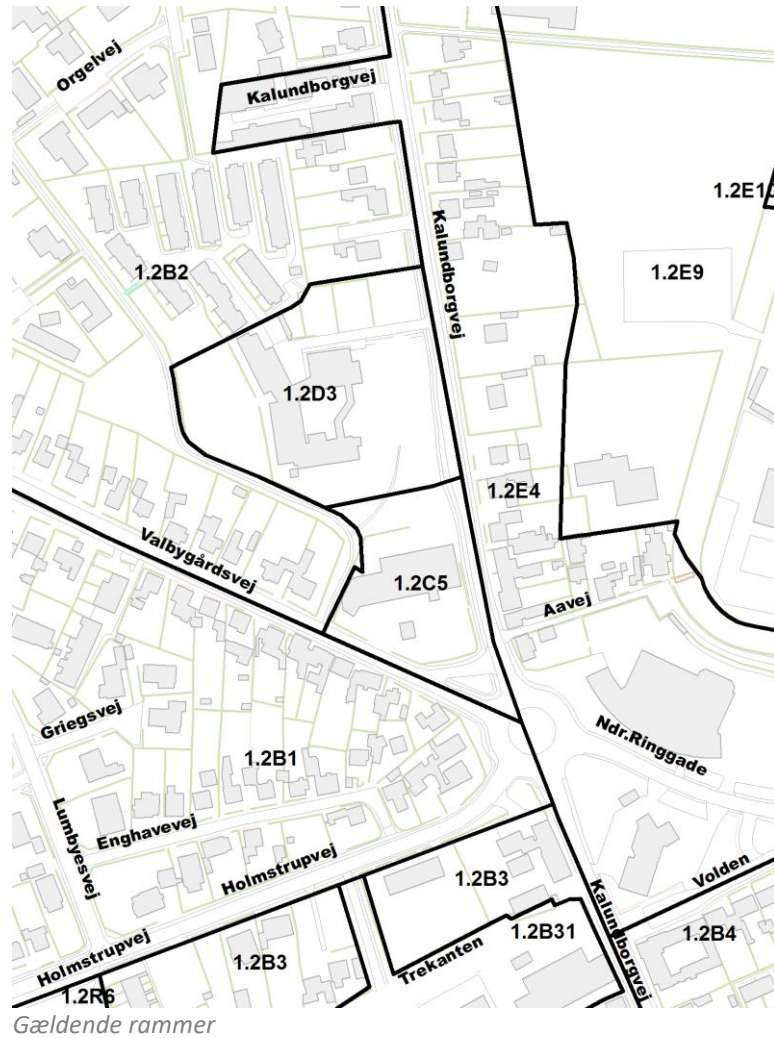 Orgelvej
Kalundborgvej
1.2E1
1.2B2
Kalundborgvej
1.2E9
1.2D3
1.2E4
Valbygårdsvej
1.2C5
Aavej
Griegsvej
Ndr.Ringgade
1.2B1
Lumbyesvej
Enghavevej
Holmstrupvej
1.2B3
Volden
Kalundborgvej
1.2B31
1.2B4
Holmstrupvej
1.2B3
Trekanten
1.2R6
Gældende rammer